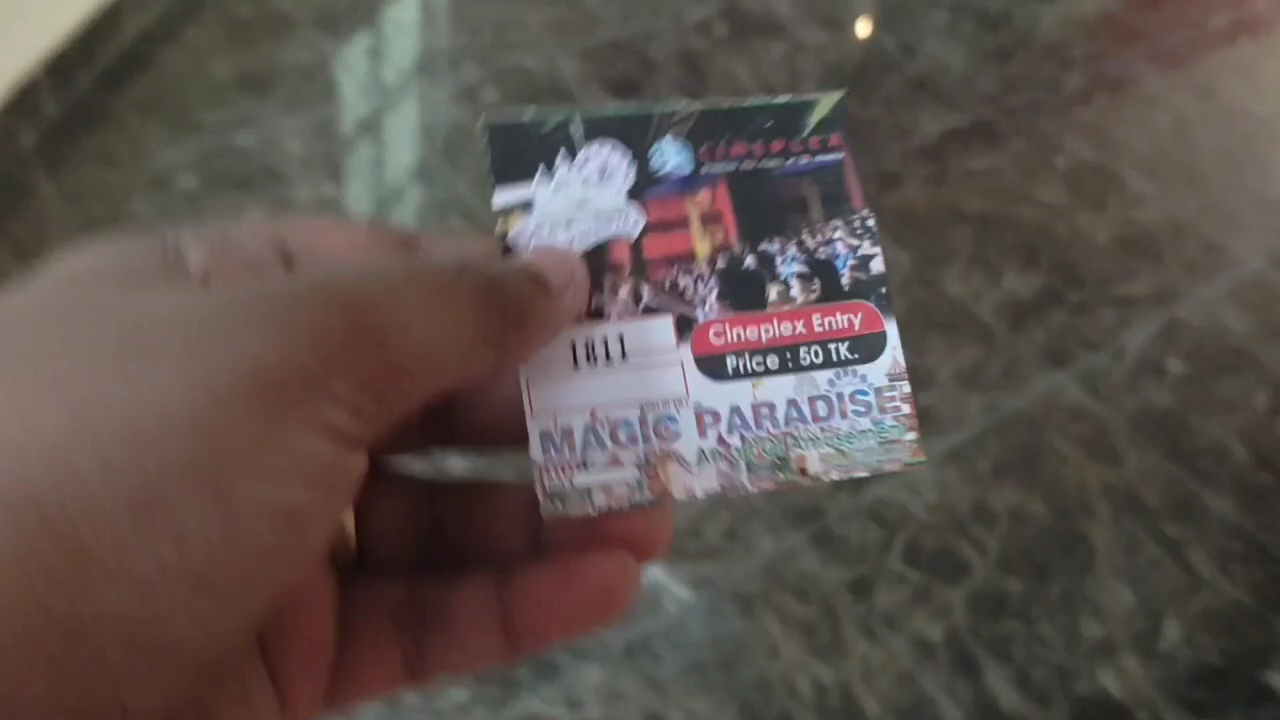 CINEPLEX
1811
Cineplex Entry
Price : 50 TK.
MAGIC PARADISE